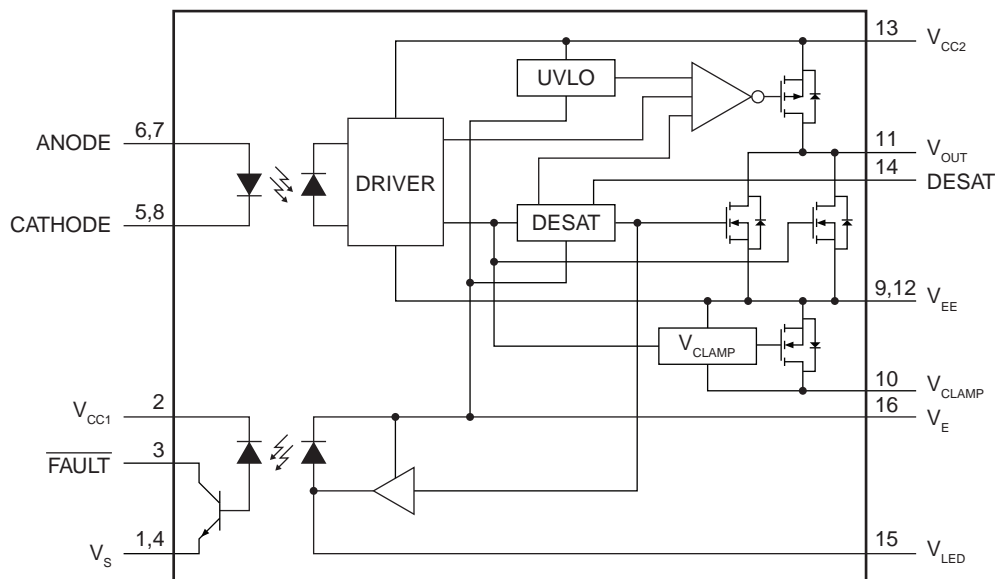 13 V_CC2
UVLO
6,7
ANODE
11 V_OUT
14 DESAT
DRIVER
5,8
CATHODE
DESAT
9,12 V_EE
V_CLAMP
10 V_CLAMP
2
V_CC1
16 V_E
3
FAULT
1,4
V_S
15 V_LED